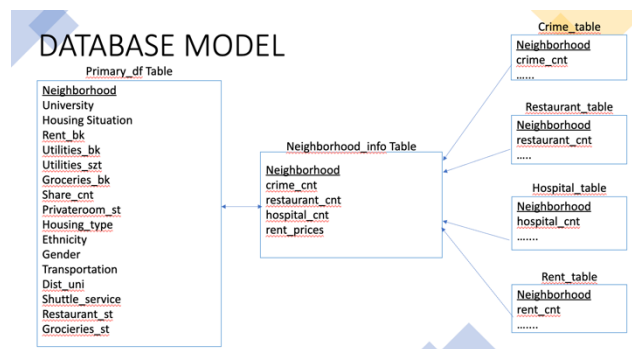 DATABASE MODEL
Primary_df Table
Neighborhood
University
Housing Situation
Rent_bk
Utilities_bk
Utilities_szt
Groceries_bk
Share_cnt
Privateroom_st
Housing_type
Ethnicity
Gender
Transportation
Dist_uni
Shuttle_service
Restaurant_st
Grocieries_st
Neighborhood_info Table
Neighborhood
crime_cnt
restaurant_cnt
hospital_cnt
rent_prices
Crime_table
Neighborhood
crime_cnt
......
Restaurant_table
Neighborhood
restaurant_cnt
.....
Hospital_table
Neighborhood
hospital_cnt
.......
Rent_table
Neighborhood
rent_cnt
.......